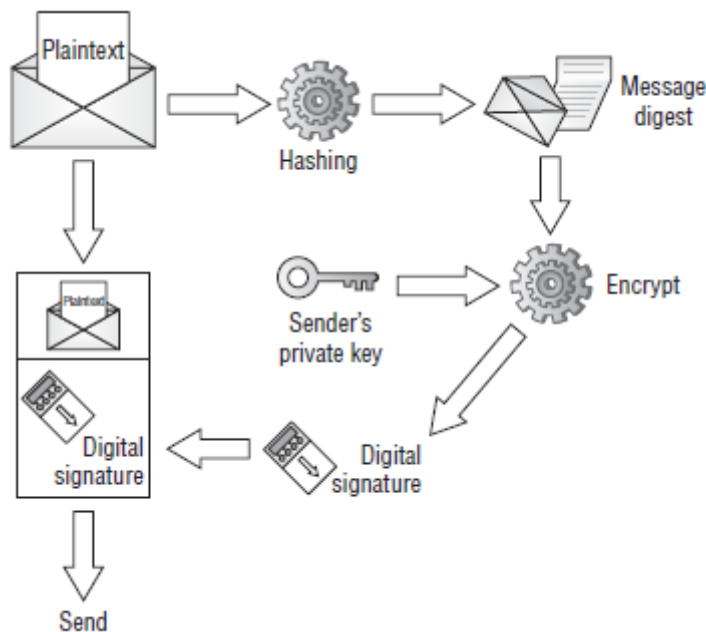 Plaintext
Hashing
Message
digest
Plaintext
Sender's
private key
Encrypt
Digital
signature
Digital
signature
Send